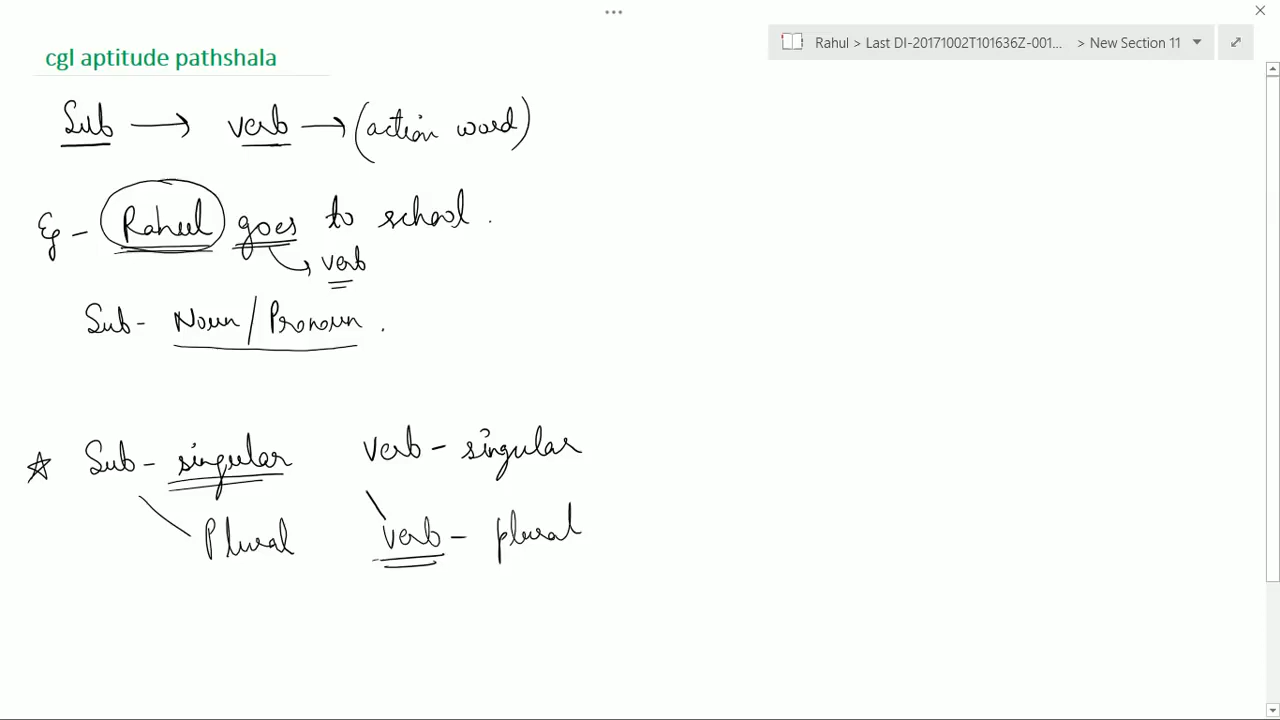 Rahul > Last DI-20171002T101636Z-001... > New Section 11
cgl aptitude pathshala
Sub → verb → (action word)
Eg - Rahul goes to school.
verb
Sub - Noun/Pronoun.
☆ Sub - singular verb - singular
Plural verb - plural